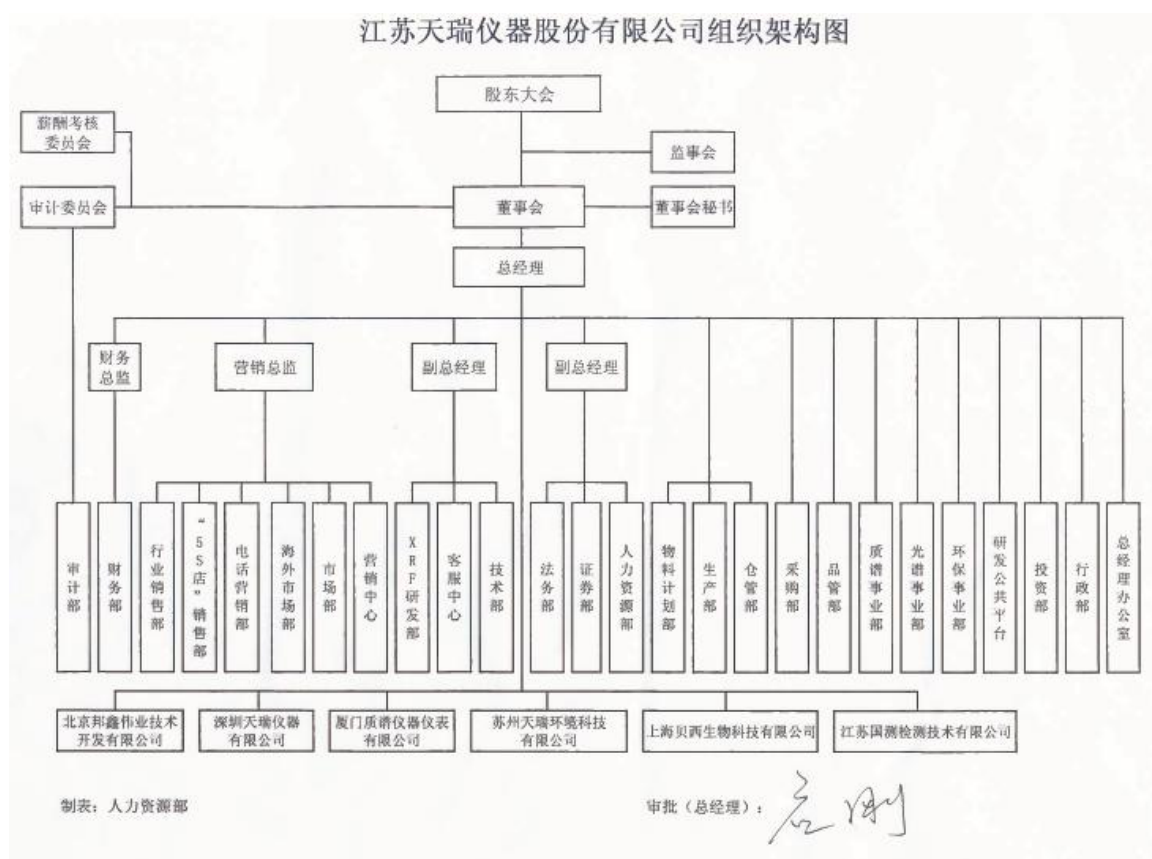 江苏天瑞仪器股份有限公司组织架构图
股东大会
薪酬考核
委员会
监事会
审计委员会
董事会
董事会秘书
总经理
财务
总监
营销总监
副总经理
副总经理
审计部
财务部
行业销售部
“5S店”销售部
电话营销部
海外市场部
市场部
营销中心
XRF研发部
客服中心
技术部
法务部
证券部
人力资源部
物料计划部
生产部
仓管部
采购部
品管部
质谱事业部
光谱事业部
环保事业部
研发公共平台
投资部
行政部
总经理办公室
北京邦鑫伟业技术
开发有限公司
深圳天瑞仪器
有限公司
厦门质谱仪器仪表
有限公司
苏州天瑞环境科技
有限公司
上海贝西生物科技有限公司
江苏国测检测技术有限公司
制表：人力资源部
审批（总经理）：